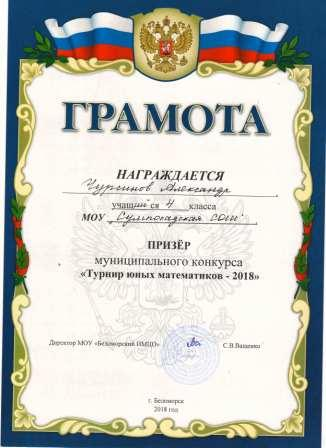 ГРАМОТА
НАГРАЖДАЕТСЯ
Чурсинов Александр
учащийся 4 класса
МОУ Сумпосадская СОШ
ПРИЗЁР
муниципального конкурса
«Турнир юных математиков - 2018»
Директор МОУ «Беломорский ИМЦО» С.В.Ващенко
г. Беломорск
2018 год